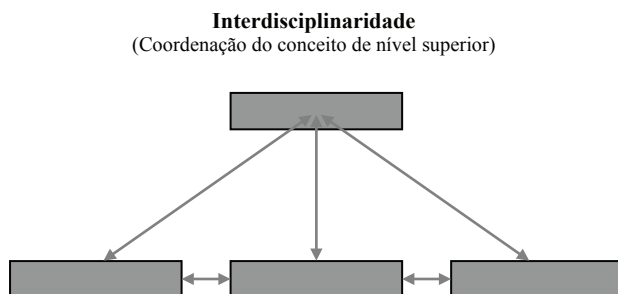 Interdisciplinaridade
(Coordenação do conceito de nível superior)